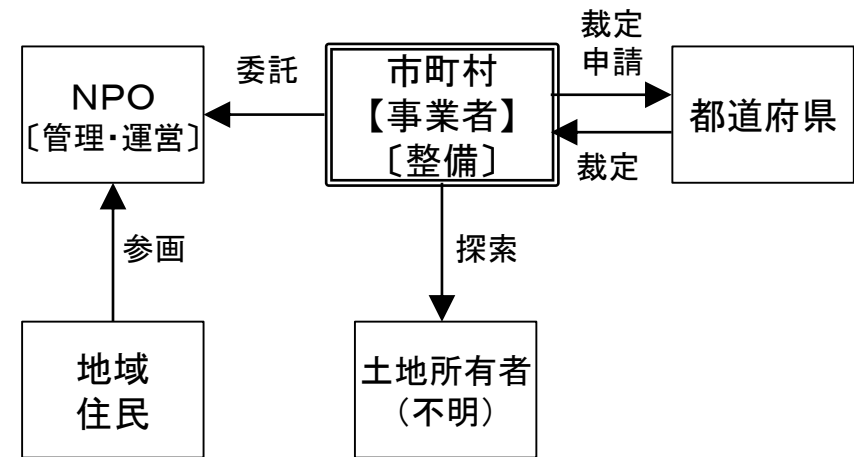 裁定
申請
委託
市町村
【事業者】
〔整備〕
NPO
〔管理・運営〕
都道府県
裁定
参画
探索
地域
住民
土地所有者
（不明）